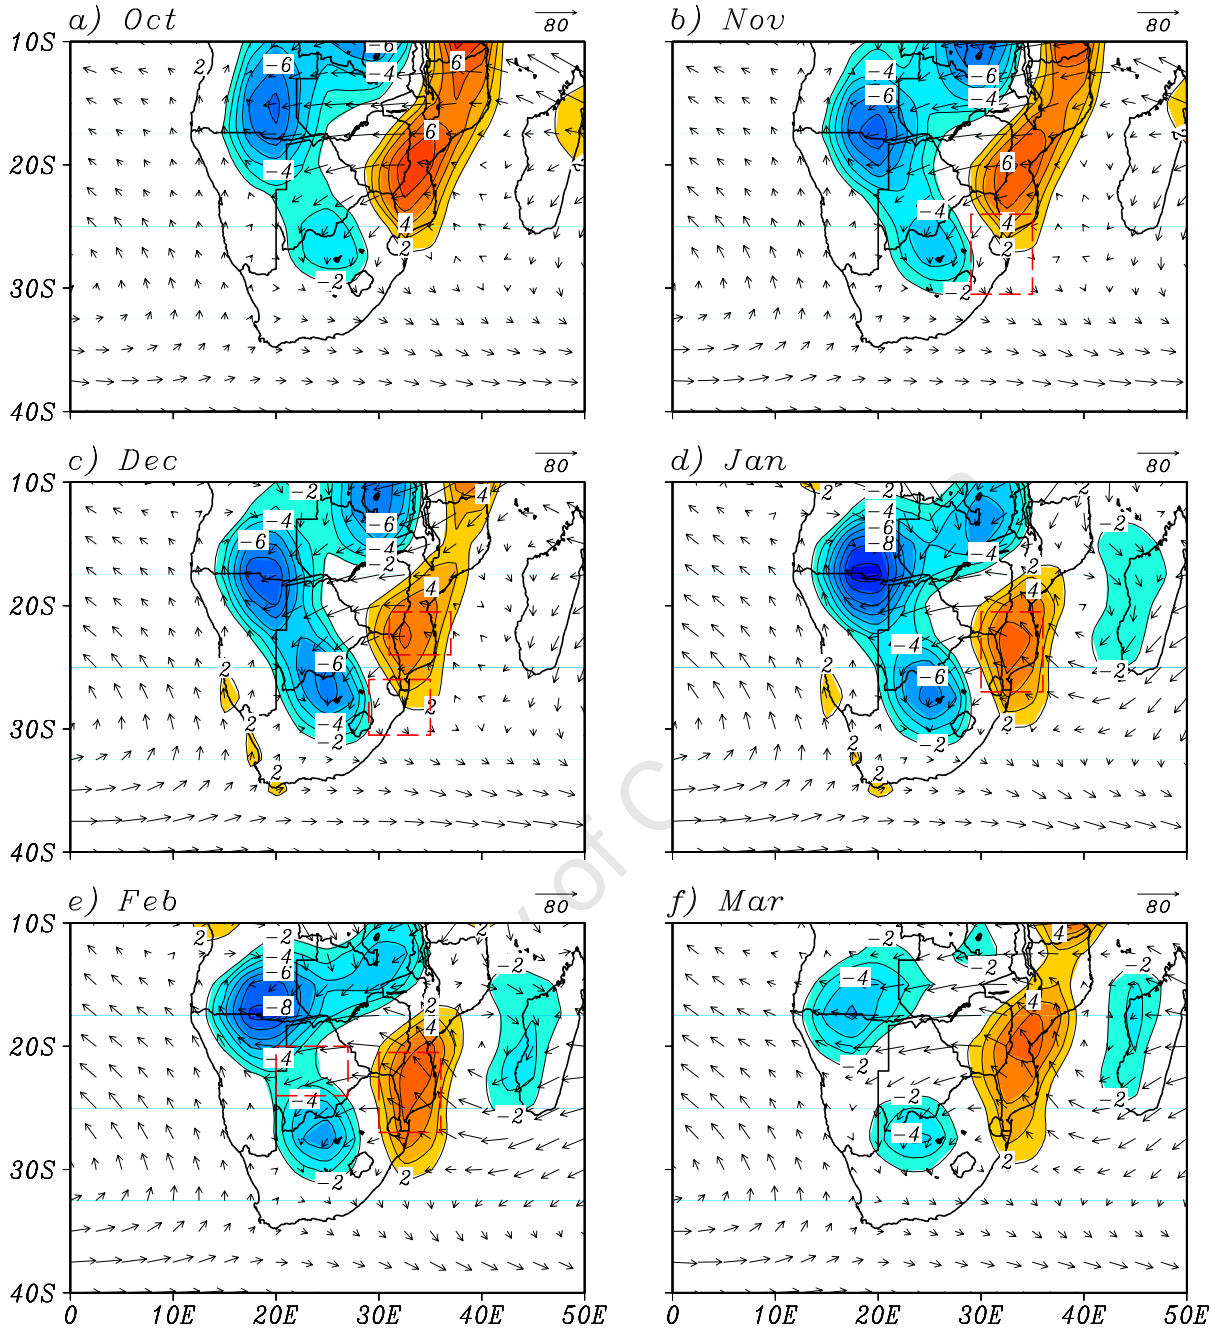 a) Oct 80
b) Nov 80
10S
20S
30S
40S
2 -6 -6 -4 6 6 -4 4 2 -2
-4 -6 -6 -4 6 -4 4 2 -2
c) Dec 80
d) Jan 80
10S
20S
30S
40S
-2 4 -4 -6 -6 -4 -2 4 -6 2 2 -4 -2 2 2
2 -2 2 -4 -6 -8 -2 -4 2 4 -4 -2 -6 2 2 -2 2 2
e) Feb 80
f) Mar 80
10S
20S
30S
40S
2 -2 2 -4 -6 -2 -8 2 4 -4 -4 -2 -2 2
-2 4 -2 -2 -4 4 -2 -2 -2 -4 2
0 10E 20E 30E 40E 50E
0 10E 20E 30E 40E 50E
y of C